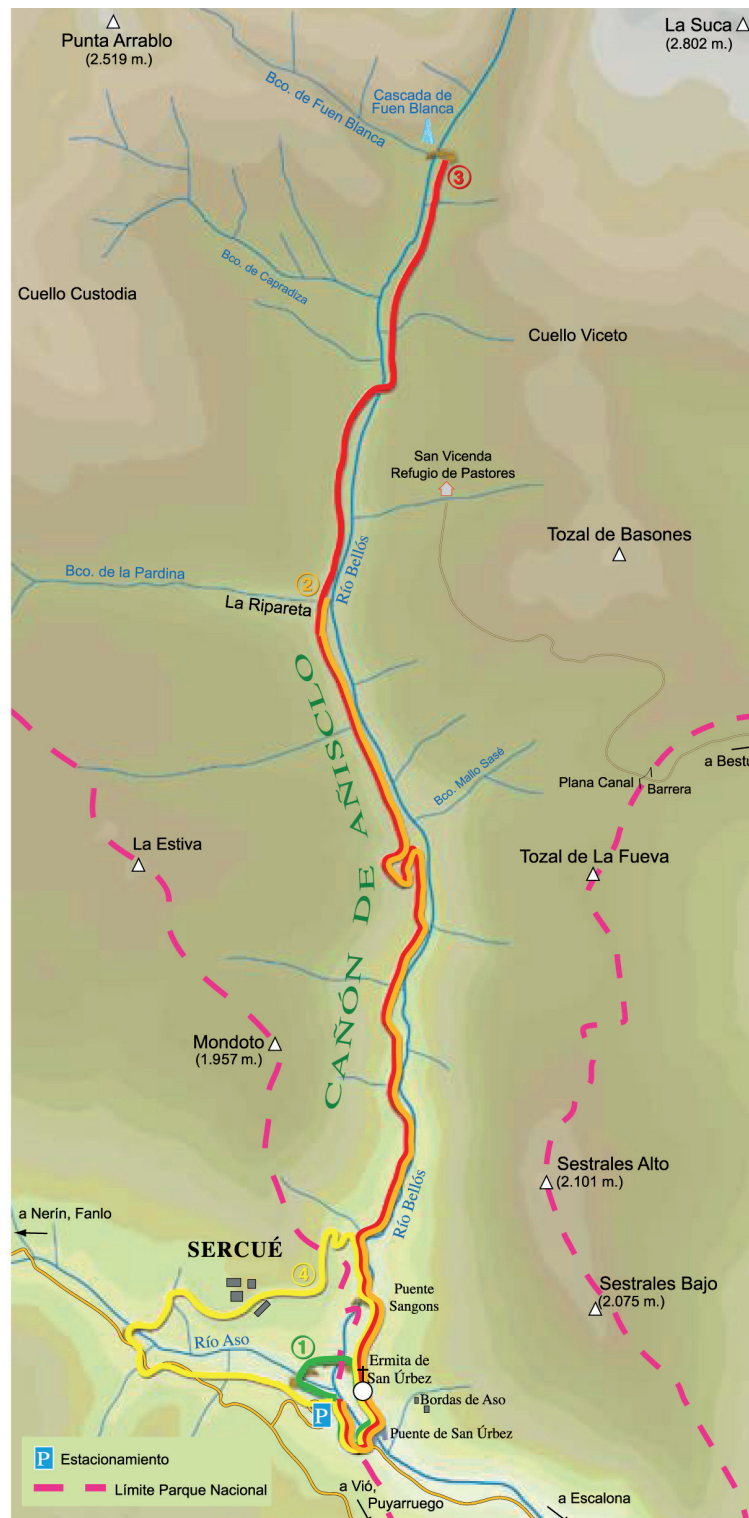 Punta Arrablo
(2.519 m.)
La Suca
(2.802 m.)
Bco. de Fuen Blanca
Cascada de
Fuen Blanca
3
Bco. de Capradiza
Cuello Custodia
Cuello Viceto
San Vicenda
Refugio de Pastores
Tozal de Basones
Río Bellós
Bco. de la Pardina
2
La Ripareta
CAÑÓN DE AÑISCLO
Bco. Mallo Sasé
a Bestu
Plana Canal
Barrera
La Estiva
Tozal de La Fueva
Mondoto
(1.957 m.)
Sestrales Alto
(2.101 m.)
Río Bellós
a Nerín, Fanlo
SERCUÉ
4
Puente
Sangons
Sestrales Bajo
(2.075 m.)
Río Aso
1
Ermita de
San Úrbez
Bordas de Aso
P
Puente de San Úrbez
P Estacionamiento
Límite Parque Nacional
a Vió,
Puyarruego
a Escalona